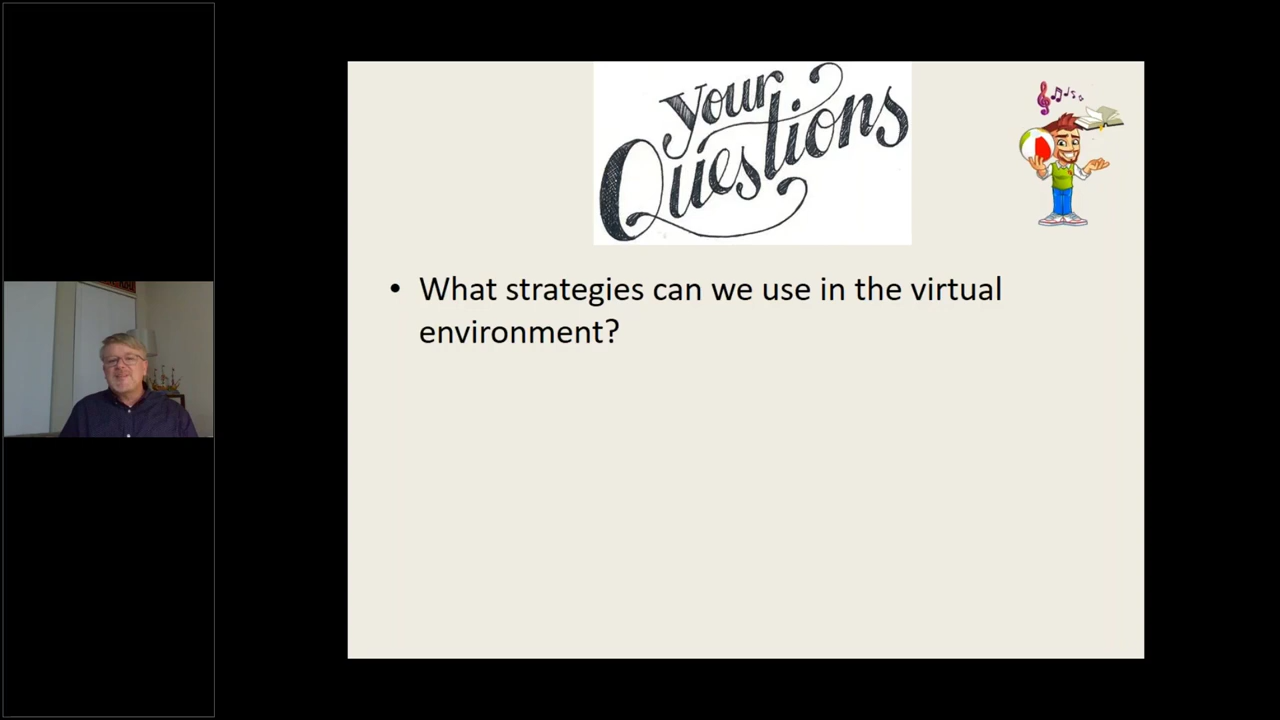 your
Questions
• What strategies can we use in the virtual
environment?